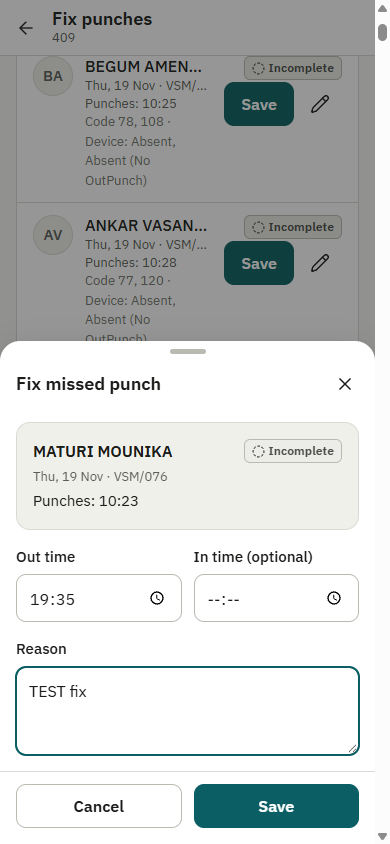 Fix punches
409
BA
BEGUM AMEN...
Incomplete
Thu, 19 Nov · VSM/...
Punches: 10:25
Code 78, 108 ·
Device: Absent,
Absent (No
OutPunch)
Save
AV
ANKAR VASAN...
Incomplete
Thu, 19 Nov · VSM/...
Punches: 10:28
Code 77, 120 ·
Device: Absent,
Absent (No
OutPunch)
Save
Fix missed punch
MATURI MOUNIKA
Incomplete
Thu, 19 Nov · VSM/076
Punches: 10:23
Out time
In time (optional)
19:35
--:--
Reason
TEST fix
Cancel
Save